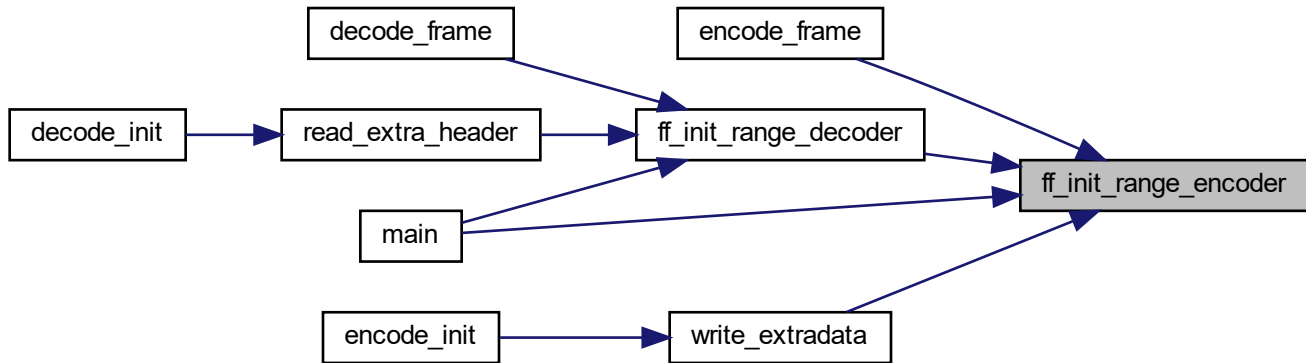 decode_frame
encode_frame
decode_init
read_extra_header
ff_init_range_decoder
ff_init_range_encoder
main
encode_init
write_extradata